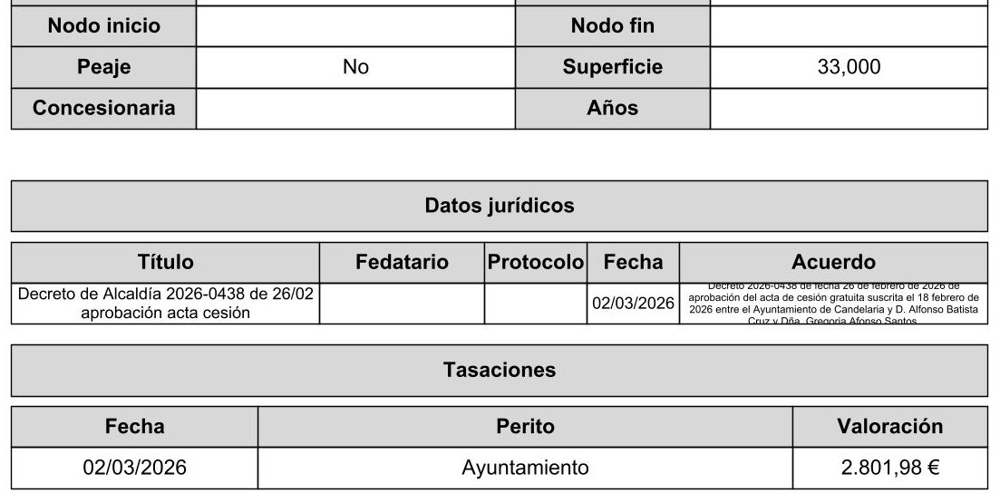 Nodo inicio Nodo fin
Peaje No Superficie 33,000
Concesionaria Años
Datos jurídicos
Título Fedatario Protocolo Fecha Acuerdo
Decreto de Alcaldía 2026-0438 de 26/02
aprobación acta cesión
02/03/2026
Decreto 2026-0438 de fecha 26 de febrero de 2026 de
aprobación del acta de cesión gratuita suscrita el 18 febrero de
2026 entre el Ayuntamiento de Candelaria y D. Alfonso Batista
Cruz y Dña. Gregoria Afonso Santos
Tasaciones
Fecha Perito Valoración
02/03/2026 Ayuntamiento 2.801,98 €